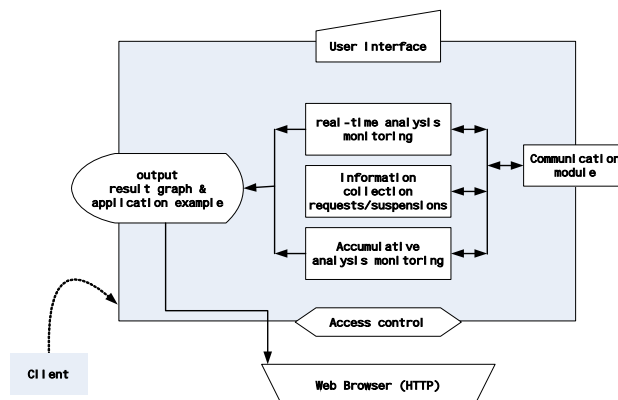 User Interface
real-time analysis
monitoring
Information
collection
requests/suspensions
Accumulative
analysis monitoring
Communication
module
output
result graph &
application example
Access control
Client
Web Browser (HTTP)